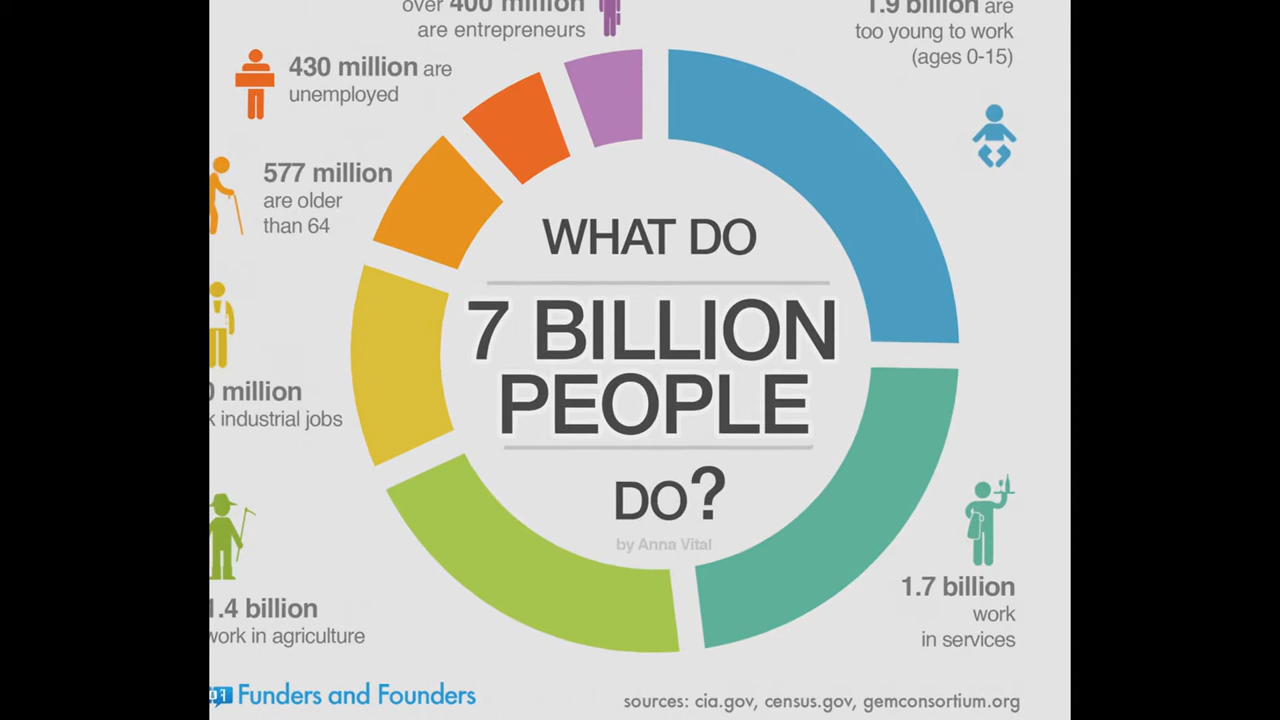 over 400 million
are entrepreneurs
1.9 billion are
too young to work
(ages 0-15)
430 million are
unemployed
577 million
are older
than 64
WHAT DO
7 BILLION
PEOPLE
DO?
by Anna Vital
million
industrial jobs
1.4 billion
work in agriculture
1.7 billion
work
in services
Funders and Founders
sources: cia.gov, census.gov, gemconsortium.org